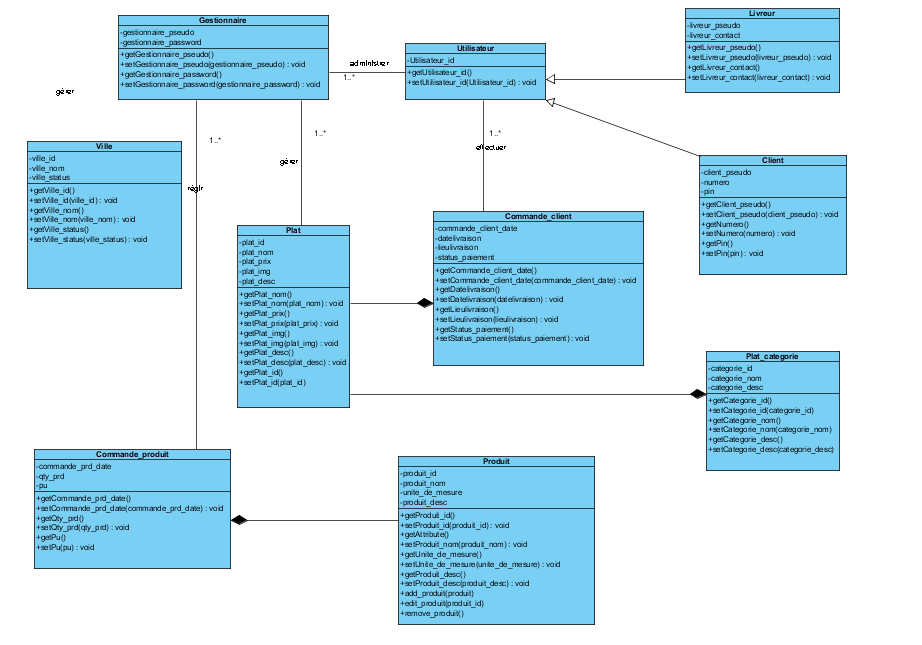 Gestionnaire
-gestionnaire_pseudo
-gestionnaire_password
+getGestionnaire_pseudo()
+setGestionnaire_pseudo(gestionnaire_pseudo) : void
+getGestionnaire_password()
+setGestionnaire_password(gestionnaire_pseudo) : void
administrer
1..*
Utilisateur
-Utilisateur_id
+getUtilisateur_id()
+setUtilisateur_id(Utilisateur_id) : void
Livreur
-livreur_pseudo
-livreur_contact
+getLivreur_pseudo()
+setLivreur_pseudo(livreur_pseudo) : void
+getLivreur_contact()
+setLivreur_contact(livreur_contact) : void
gérer
1..*
1..*
gérer
1..*
effectuer
Ville
-ville_id
-ville_nom
-ville_status
+getVille_id()
+setVille_id(ville_id) : void
+getVille_nom()
+setVille_nom(ville_nom) : void
+getVille_status()
+setVille_status(ville_status) : void
Client
-client_pseudo
-numero
-pin
+getClient_pseudo()
+setClient_pseudo(client_pseudo) : void
+getNumero()
+setNumero(numero) : void
+getPin()
+setPin(pin) : void
Plat
-plat_id
-plat_nom
-plat_prix
-plat_img
-plat_desc
+getPlat_nom()
+setPlat_nom(plat_nom) : void
+getPlat_prix()
+setPlat_prix(plat_prix) : void
+getPlat_img()
+setPlat_img(plat_img) : void
+getPlat_desc()
+setPlat_desc(plat_desc) : void
+getPlat_id()
+setPlat_id(plat_id)
Commande_client
-commande_client_date
-datelivraison
-lieulivraison
-status_paiement
+getCommande_client_date()
+setCommande_client_date(commande_client_date) : void
+getDatelivraison()
+setDatelivraison(datelivraison) : void
+getLieulivraison()
+setLieulivraison(lieulivraison) : void
+getStatus_paiement()
+setStatus_paiement(status_paiement) : void
Plat_categorie
-categorie_id
-categorie_nom
-categorie_desc
+getCategorie_id()
+setCategorie_id(categorie_id)
+getCategorie_nom()
+setCategorie_nom(categorie_nom)
+getCategorie_desc()
+setCategorie_desc(categorie_desc)
Commande_produit
-commande_prd_date
-qty_prd
-pu
+getCommande_prd_date()
+setCommande_prd_date(commande_prd_date) : void
+getQty_prd()
+setQty_prd(qty_prd) : void
+getPu()
+setPu(pu) : void
Produit
-produit_id
-produit_nom
-unite_de_mesure
-produit_desc
+getProduit_id()
+setProduit_id(produit_id) : void
+getAttribute()
+setProduit_nom(produit_nom) : void
+getUnite_de_mesure()
+setUnite_de_mesure(unite_de_mesure) : void
+getProduit_desc()
+setProduit_desc(produit_desc) : void
+add_produit(produit)
+edit_produit(produit_id)
+remove_produit()